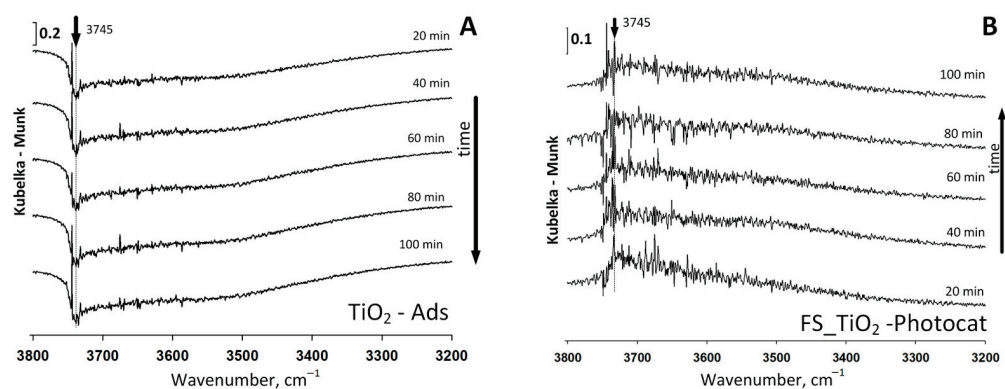 A
0.2
3745
20 min
40 min
60 min
80 min
100 min
time
Kubelka - Munk
TiO₂ - Ads
3800 3700 3600 3500 3400 3300 3200
Wavenumber, cm⁻¹
B
0.1
3745
100 min
80 min
60 min
40 min
20 min
time
Kubelka - Munk
FS_TiO₂ -Photocat
3800 3700 3600 3500 3400 3300 3200
Wavenumber, cm⁻¹